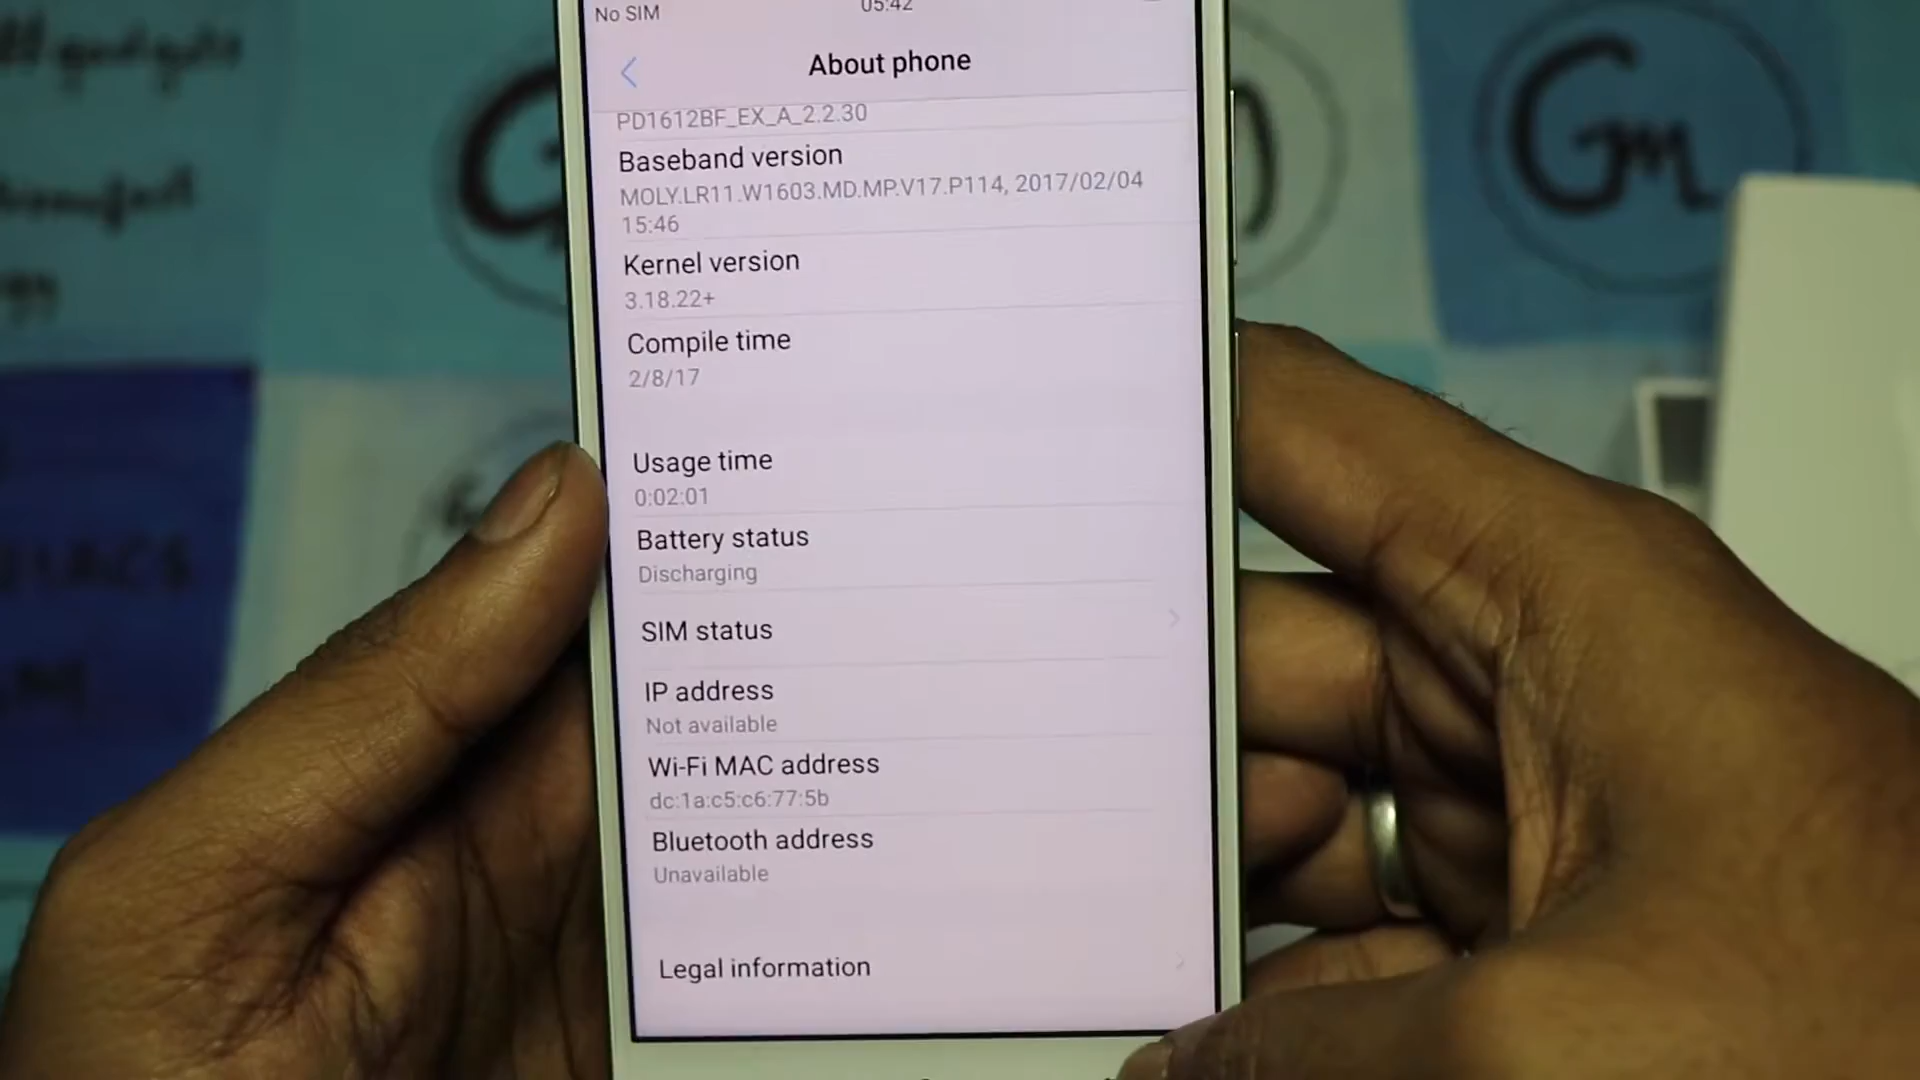 No SIM
05:42
About phone
PD1612BF_EX_A_2.2.30
Baseband version
MOLY.LR11.W1603.MD.MP.V17.P114, 2017/02/04
15:46
Kernel version
3.18.22+
Compile time
2/8/17
Usage time
0:02:01
Battery status
Discharging
SIM status
IP address
Not available
Wi-Fi MAC address
dc:1a:c5:c6:77:5b
Bluetooth address
Unavailable
Legal information
Gm